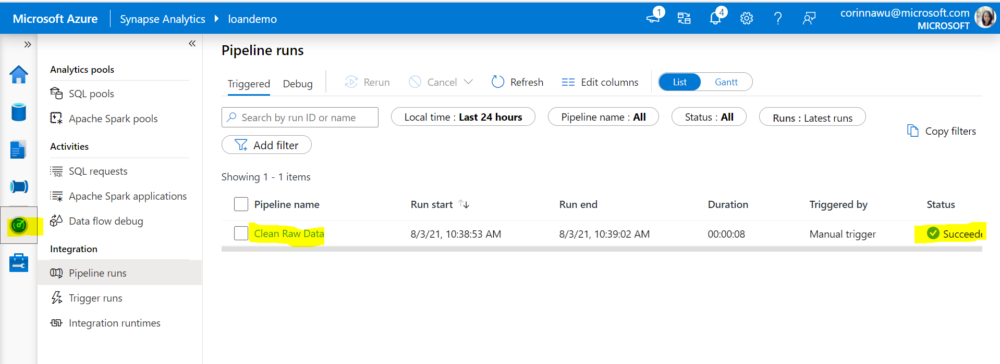 Microsoft Azure
Synapse Analytics
loandemo
1
4
corinnawu@microsoft.com
MICROSOFT
Analytics pools
SQL pools
Apache Spark pools
Activities
SQL requests
Apache Spark applications
Data flow debug
Integration
Pipeline runs
Trigger runs
Integration runtimes
Pipeline runs
Triggered
Debug
Rerun
Cancel
Refresh
Edit columns
List
Gantt
Search by run ID or name
Local time : Last 24 hours
Pipeline name : All
Status : All
Runs : Latest runs
Add filter
Copy filters
Showing 1 - 1 items
Pipeline name Run start Run end Duration Triggered by Status
Clean Raw Data 8/3/21, 10:38:53 AM 8/3/21, 10:39:02 AM 00:00:08 Manual trigger Succeede